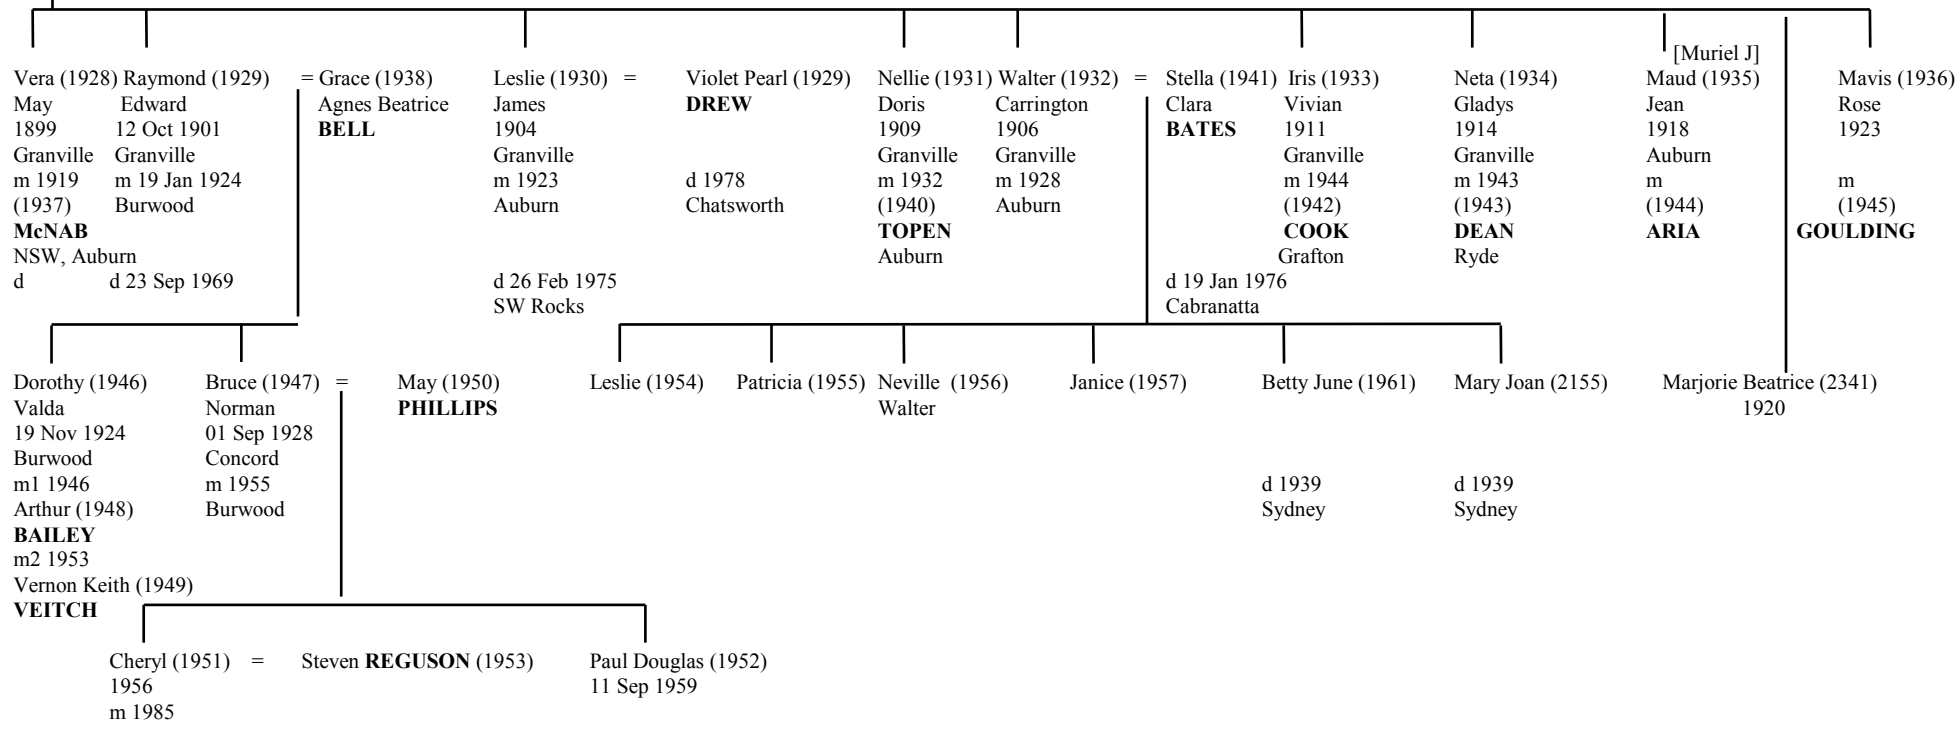 [Muriel J]
Vera (1928) Raymond (1929) = Grace (1938) Leslie (1930) = Violet Pearl (1929) Nellie (1931) Walter (1932) = Stella (1941) Iris (1933) Neta (1934) Maud (1935) Mavis (1936)
May Edward Agnes Beatrice James DREW Doris Carrington Clara Vivian Gladys Jean Rose
1899 12 Oct 1901 BELL 1904 1909 1906 BATES 1911 1914 1918 1923
Granville Granville Granville Granville Granville Granville Granville Auburn
m 1919 m 19 Jan 1924 m 1923 d 1978 m 1932 m 1928 m 1944 m 1943 m m
(1937) Burwood Auburn Chatsworth (1940) Auburn (1942) (1943) (1944) (1945)
McNAB TOPEN COOK DEAN ARIA GOULDING
NSW, Auburn Auburn Grafton Ryde
d d 23 Sep 1969 d 26 Feb 1975 d 19 Jan 1976
SW Rocks Cabranatta
Dorothy (1946) Bruce (1947) = May (1950) Leslie (1954) Patricia (1955) Neville (1956) Janice (1957) Betty June (1961) Mary Joan (2155) Marjorie Beatrice (2341)
Valda Norman PHILLIPS Walter 1920
19 Nov 1924 01 Sep 1928
Burwood Concord
m1 1946 m 1955 d 1939 d 1939
Arthur (1948) Burwood Sydney Sydney
BAILEY
m2 1953
Vernon Keith (1949)
VEITCH
Cheryl (1951) = Steven REGUSON (1953) Paul Douglas (1952)
1956 11 Sep 1959
m 1985